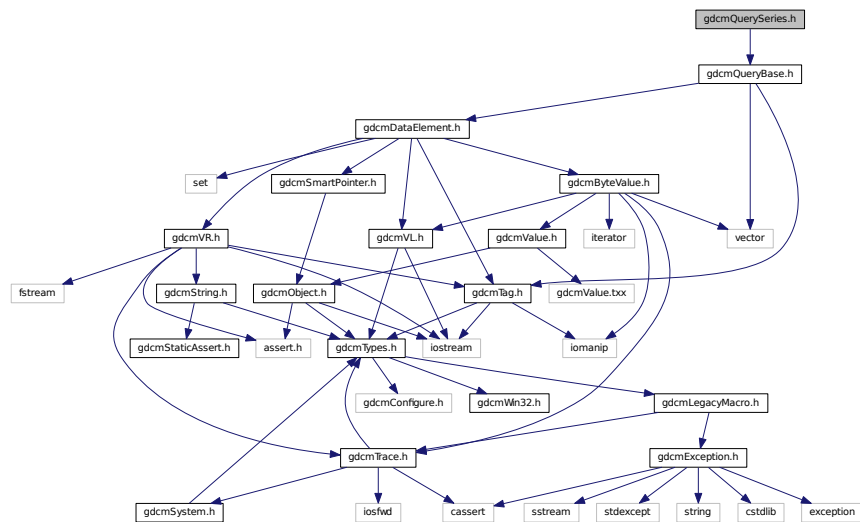 gdcmQuerySeries.h
gdcmQueryBase.h
gdcmDataElement.h
set
gdcmSmartPointer.h
gdcmByteValue.h
gdcmVR.h
gdcmVL.h
gdcmValue.h
iterator
vector
fstream
gdcmString.h
gdcmObject.h
gdcmTag.h
gdcmValue.txx
gdcmStaticAssert.h
assert.h
gdcmTypes.h
iostream
iomanip
gdcmConfigure.h
gdcmWin32.h
gdcmLegacyMacro.h
gdcmTrace.h
gdcmException.h
gdcmSystem.h
iosfwd
cassert
sstream
stdexcept
string
cstdlib
exception